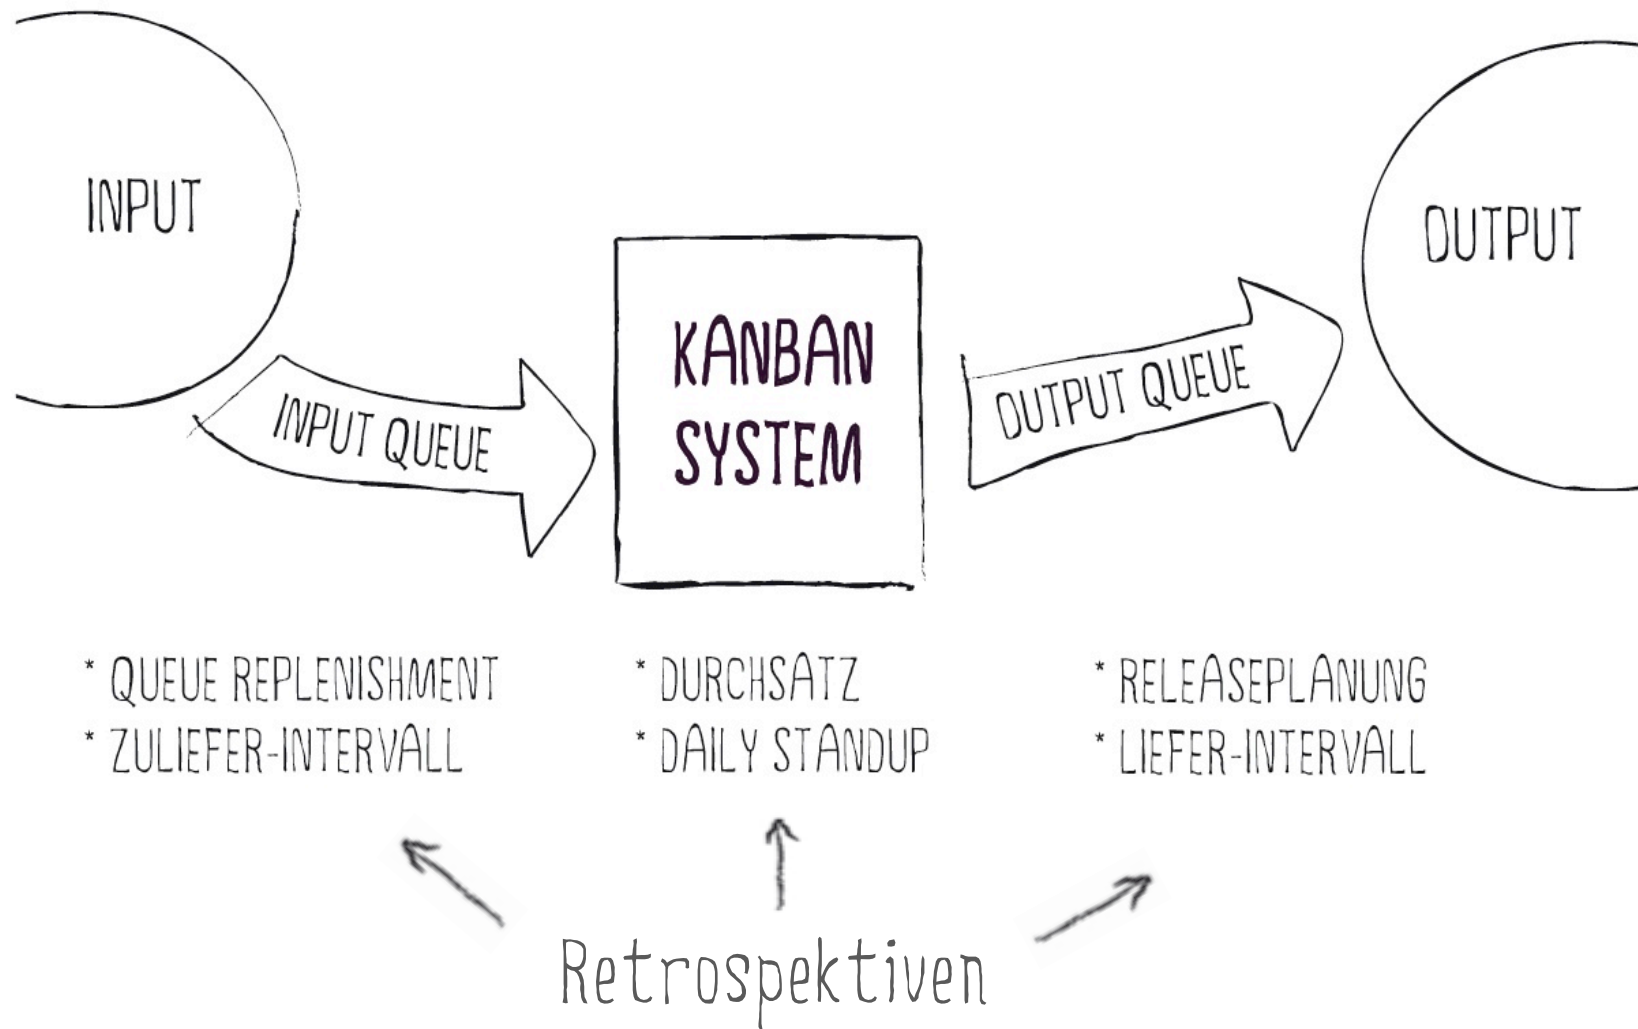 INPUT
OUTPUT
INPUT QUEUE
KANBAN
SYSTEM
OUTPUT QUEUE
* QUEUE REPLENISHMENT
* ZULIEFER-INTERVALL
* DURCHSATZ
* DAILY STANDUP
* RELEASEPLANUNG
* LIEFER-INTERVALL
Retrospektiven